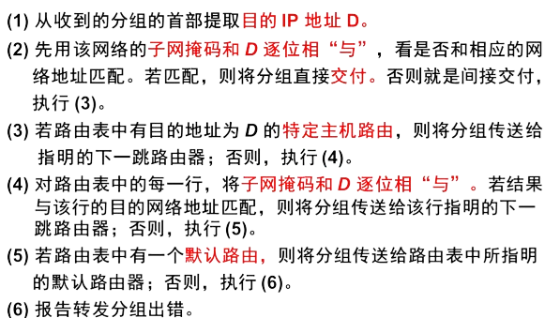 (1) 从收到的分组的首部提取目的 IP 地址 D。
(2) 先用该网络的子网掩码和 D 逐位相“与”，看是否和相应的网
络地址匹配。若匹配，则将分组直接交付。否则就是间接交付，
执行 (3)。
(3) 若路由表中有目的地址为 D 的特定主机路由，则将分组传送给
指明的下一跳路由器；否则，执行 (4)。
(4) 对路由表中的每一行，将子网掩码和 D 逐位相“与”。若结果
与该行的目的网络地址匹配，则将分组传送给该行指明的下一
跳路由器；否则，执行 (5)。
(5) 若路由表中有一个默认路由，则将分组传送给路由表中所指明
的默认路由器；否则，执行 (6)。
(6) 报告转发分组出错。